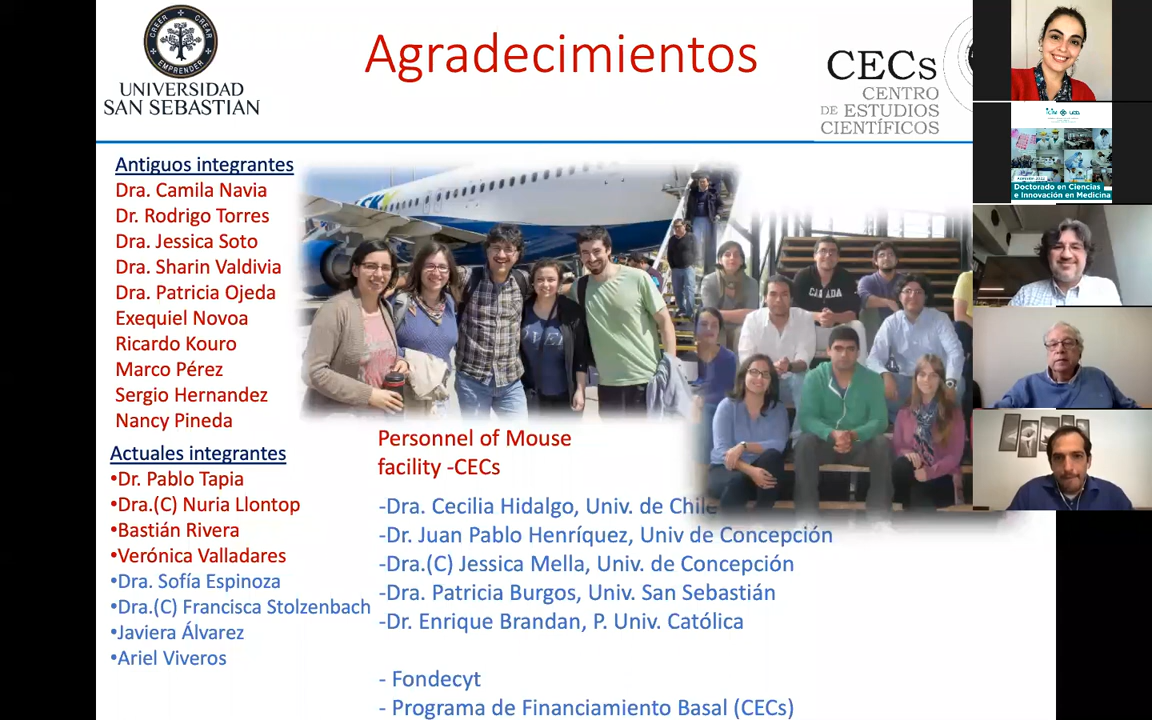 CREER CREAR
EMPRENDER
UNIVERSIDAD
SAN SEBASTIAN
Agradecimientos
CECs
CENTRO
DE ESTUDIOS
CIENTÍFICOS
Antiguos integrantes
Dra. Camila Navia
Dr. Rodrigo Torres
Dra. Jessica Soto
Dra. Sharin Valdivia
Dra. Patricia Ojeda
Exequiel Novoa
Ricardo Kouro
Marco Pérez
Sergio Hernandez
Nancy Pineda
Actuales integrantes
•Dr. Pablo Tapia
•Dra.(C) Nuria Llontop
•Bastián Rivera
•Verónica Valladares
•Dra. Sofía Espinoza
•Dra.(C) Francisca Stolzenbach
•Javiera Álvarez
•Ariel Viveros
CANADA
Personnel of Mouse
facility -CECs
-Dra. Cecilia Hidalgo, Univ. de Chile
-Dr. Juan Pablo Henríquez, Univ de Concepción
-Dra.(C) Jessica Mella, Univ. de Concepción
-Dra. Patricia Burgos, Univ. San Sebastián
-Dr. Enrique Brandan, P. Univ. Católica
- Fondecyt
- Programa de Financiamiento Basal (CECs)
Doctorado en Ciencias
e Innovación en Medicina